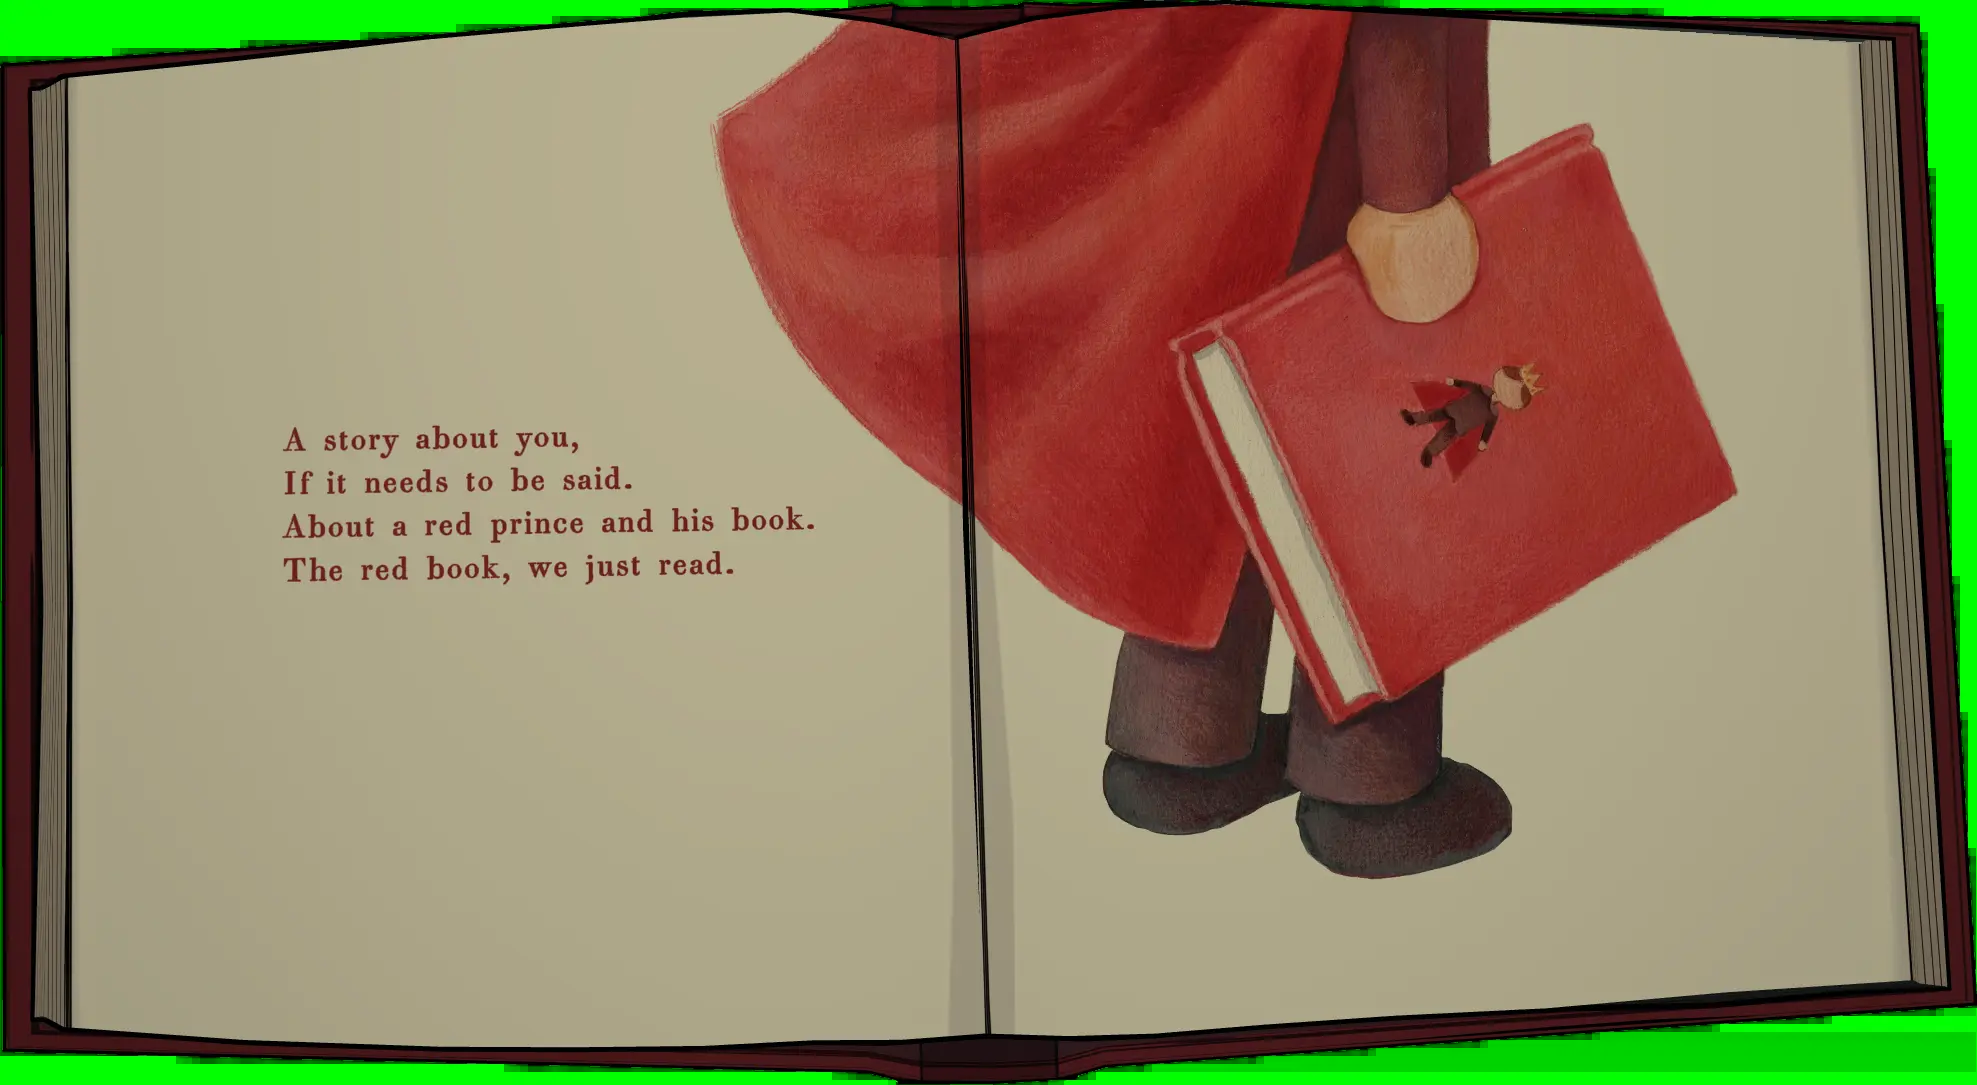 A story about you,
If it needs to be said.
About a red prince and his book.
The red book, we just read.